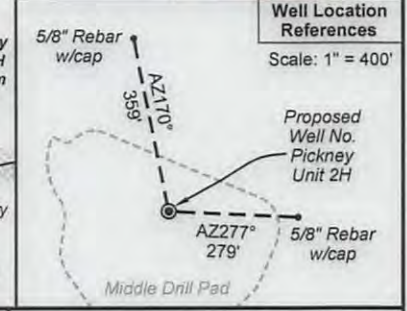 Well Location
References
Scale: 1" = 400'
5/8" Rebar
w/cap
AZ170°
359'
Proposed
Well No.
Pickney
Unit 2H
AZ277°
279'
5/8" Rebar
w/cap
Middle Drill Pad
y
H
m
y